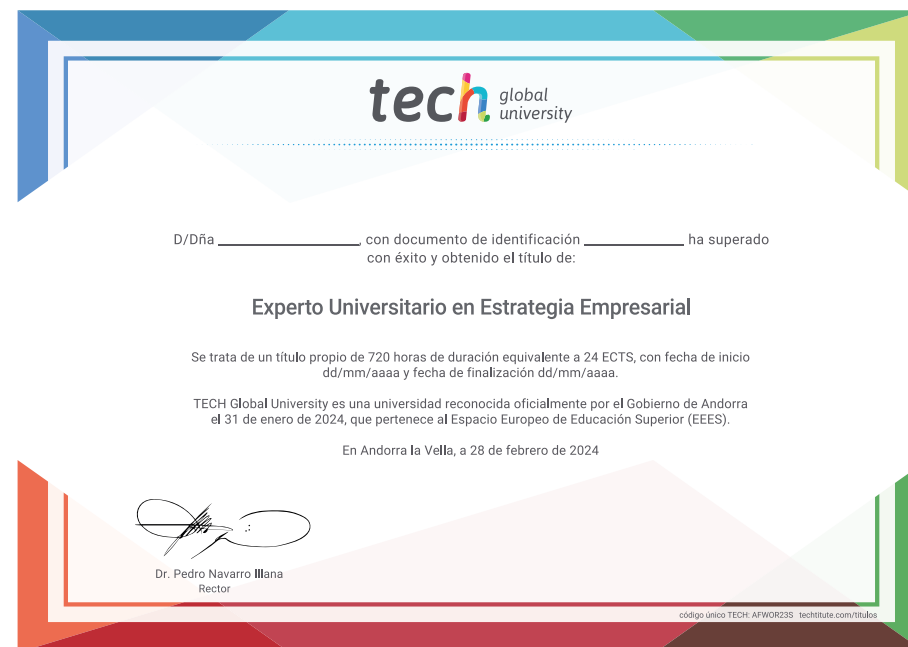 tech global university
D/Dña ______________, con documento de identificación __________ ha superado
con éxito y obtenido el título de:
Experto Universitario en Estrategia Empresarial
Se trata de un título propio de 720 horas de duración equivalente a 24 ECTS, con fecha de inicio
dd/mm/aaaa y fecha de finalización dd/mm/aaaa.
TECH Global University es una universidad reconocida oficialmente por el Gobierno de Andorra
el 31 de enero de 2024, que pertenece al Espacio Europeo de Educación Superior (EEES).
En Andorra la Vella, a 28 de febrero de 2024
Dr. Pedro Navarro Illana
Rector
código único TECH: AFWOR23S techtitute.com/titulos